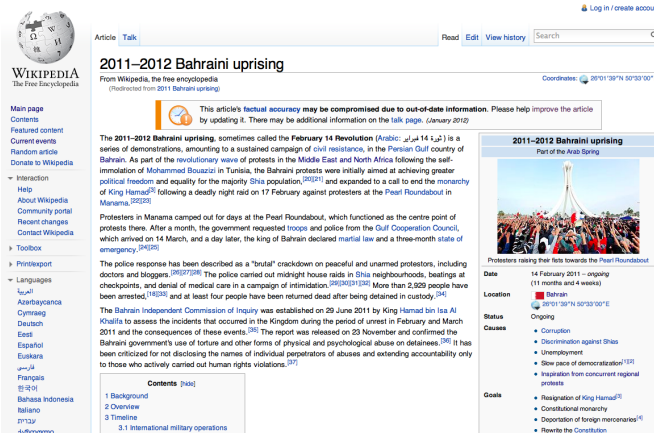 Log in / create accou
Article Talk Read Edit View history Search
WIKIPEDIA
The Free Encyclopedia
Main page
Contents
Featured content
Current events
Random article
Donate to Wikipedia
Interaction
Help
About Wikipedia
Community portal
Recent changes
Contact Wikipedia
Toolbox
Print/export
Languages
العربية
Azərbaycanca
Cymraeg
Deutsch
Eesti
Español
Euskara
فارسی
Français
한국어
Bahasa Indonesia
Italiano
עברית
2011–2012 Bahraini uprising
From Wikipedia, the free encyclopedia
(Redirected from 2011 Bahraini uprising)
Coordinates: 26°01′39″N 50°33′00″
This article's factual accuracy may be compromised due to out-of-date information. Please help improve the article
by updating it. There may be additional information on the talk page. (January 2012)
The 2011–2012 Bahraini uprising, sometimes called the February 14 Revolution (Arabic: ثورة 14 فبراير) is a
series of demonstrations, amounting to a sustained campaign of civil resistance, in the Persian Gulf country of
Bahrain. As part of the revolutionary wave of protests in the Middle East and North Africa following the self-
immolation of Mohammed Bouazizi in Tunisia, the Bahraini protests were initially aimed at achieving greater
political freedom and equality for the majority Shia population,[20][21] and expanded to a call to end the monarchy
of King Hamad[3] following a deadly night raid on 17 February against protesters at the Pearl Roundabout in
Manama.[22][23]
Protesters in Manama camped out for days at the Pearl Roundabout, which functioned as the centre point of
protests there. After a month, the government requested troops and police from the Gulf Cooperation Council,
which arrived on 14 March, and a day later, the king of Bahrain declared martial law and a three-month state of
emergency.[24][25]
The police response has been described as a "brutal" crackdown on peaceful and unarmed protestors, including
doctors and bloggers.[26][27][28] The police carried out midnight house raids in Shia neighbourhoods, beatings at
checkpoints, and denial of medical care in a campaign of intimidation.[29][30][31][32] More than 2,929 people have
been arrested,[18][33] and at least four people have been returned dead after being detained in custody.[34]
The Bahrain Independent Commission of Inquiry was established on 29 June 2011 by King Hamad bin Isa Al
Khalifa to assess the incidents that occurred in the Kingdom during the period of unrest in February and March
2011 and the consequences of these events.[35] The report was released on 23 November and confirmed the
Bahraini government's use of torture and other forms of physical and psychological abuse on detainees.[36] It has
been criticized for not disclosing the names of individual perpetrators of abuses and extending accountability only
to those who actively carried out human rights violations.[37]
Contents [hide]
1 Background
2 Overview
3 Timeline
3.1 International military operations
2011–2012 Bahraini uprising
Part of the Arab Spring
Protesters raising their fists towards the Pearl Roundabout
Date 14 February 2011 – ongoing
(11 months and 4 weeks)
Location Bahrain
26°01′39″N 50°33′00″E
Status Ongoing
Causes • Corruption
• Discrimination against Shias
• Unemployment
• Slow pace of democratization[1][2]
• Inspiration from concurrent regional
protests
Goals • Resignation of King Hamad[3]
• Constitutional monarchy
• Deportation of foreign mercenaries[4]
• Rewrite the Constitution